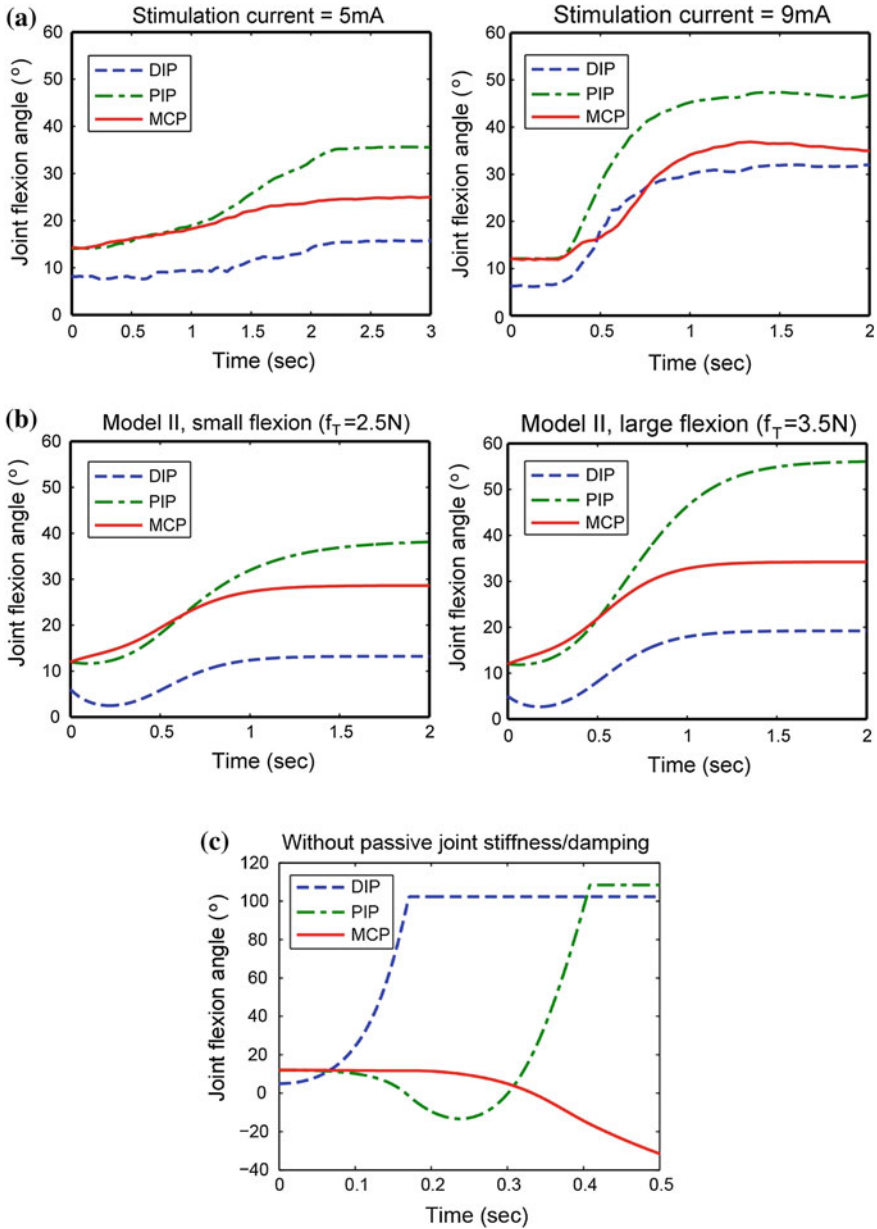 (a)
Stimulation current = 5mA
60
50
40
30
20
10
0
Joint flexion angle (°)
DIP
PIP
MCP
0 0.5 1 1.5 2 2.5 3
Time (sec)
Stimulation current = 9mA
60
50
40
30
20
10
0
Joint flexion angle (°)
DIP
PIP
MCP
0 0.5 1 1.5 2
Time (sec)
(b)
Model II, small flexion (f_T=2.5N)
60
50
40
30
20
10
0
Joint flexion angle (°)
DIP
PIP
MCP
0 0.5 1 1.5 2
Time (sec)
Model II, large flexion (f_T=3.5N)
60
50
40
30
20
10
0
Joint flexion angle (°)
DIP
PIP
MCP
0 0.5 1 1.5 2
Time (sec)
(c)
Without passive joint stiffness/damping
120
100
80
60
40
20
0
−20
−40
Joint flexion angle (°)
DIP
PIP
MCP
0 0.1 0.2 0.3 0.4 0.5
Time (sec)